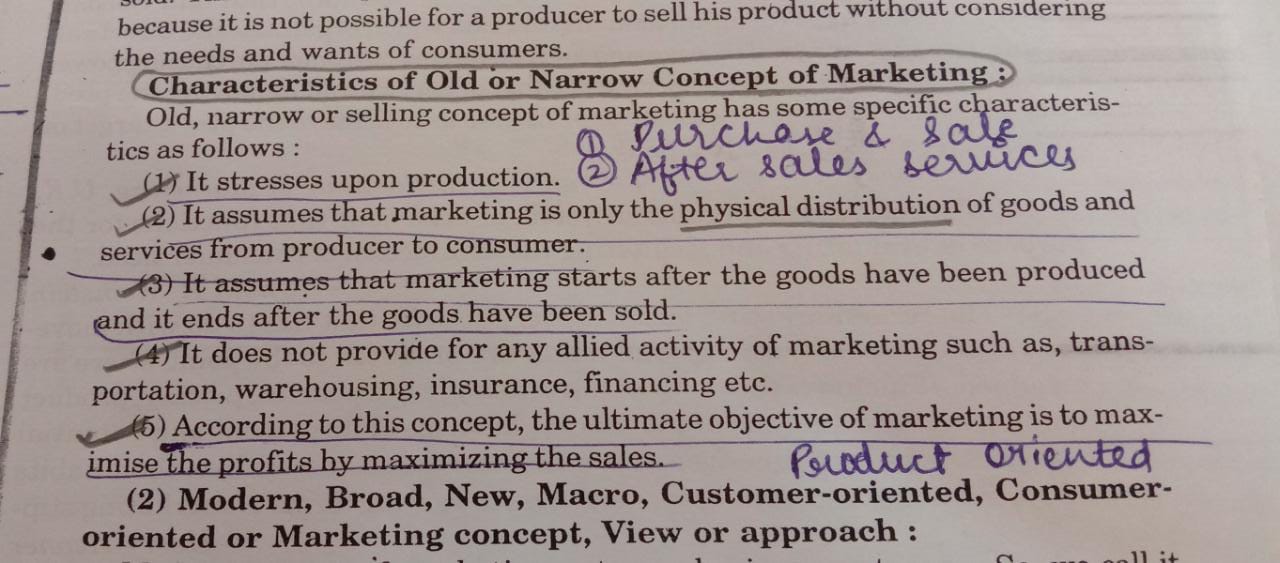 because it is not possible for a producer to sell his product without considering
the needs and wants of consumers.
Characteristics of Old or Narrow Concept of Marketing :
Old, narrow or selling concept of marketing has some specific characteris-
tics as follows :
① Purchase & Sale
(1) It stresses upon production.
② After sales services
(2) It assumes that marketing is only the physical distribution of goods and
services from producer to consumer.
(3) It assumes that marketing starts after the goods have been produced
and it ends after the goods have been sold.
(4) It does not provide for any allied activity of marketing such as, trans-
portation, warehousing, insurance, financing etc.
(5) According to this concept, the ultimate objective of marketing is to max-
imise the profits by maximizing the sales.
Product Oriented
(2) Modern, Broad, New, Macro, Customer-oriented, Consumer-
oriented or Marketing concept, View or approach :